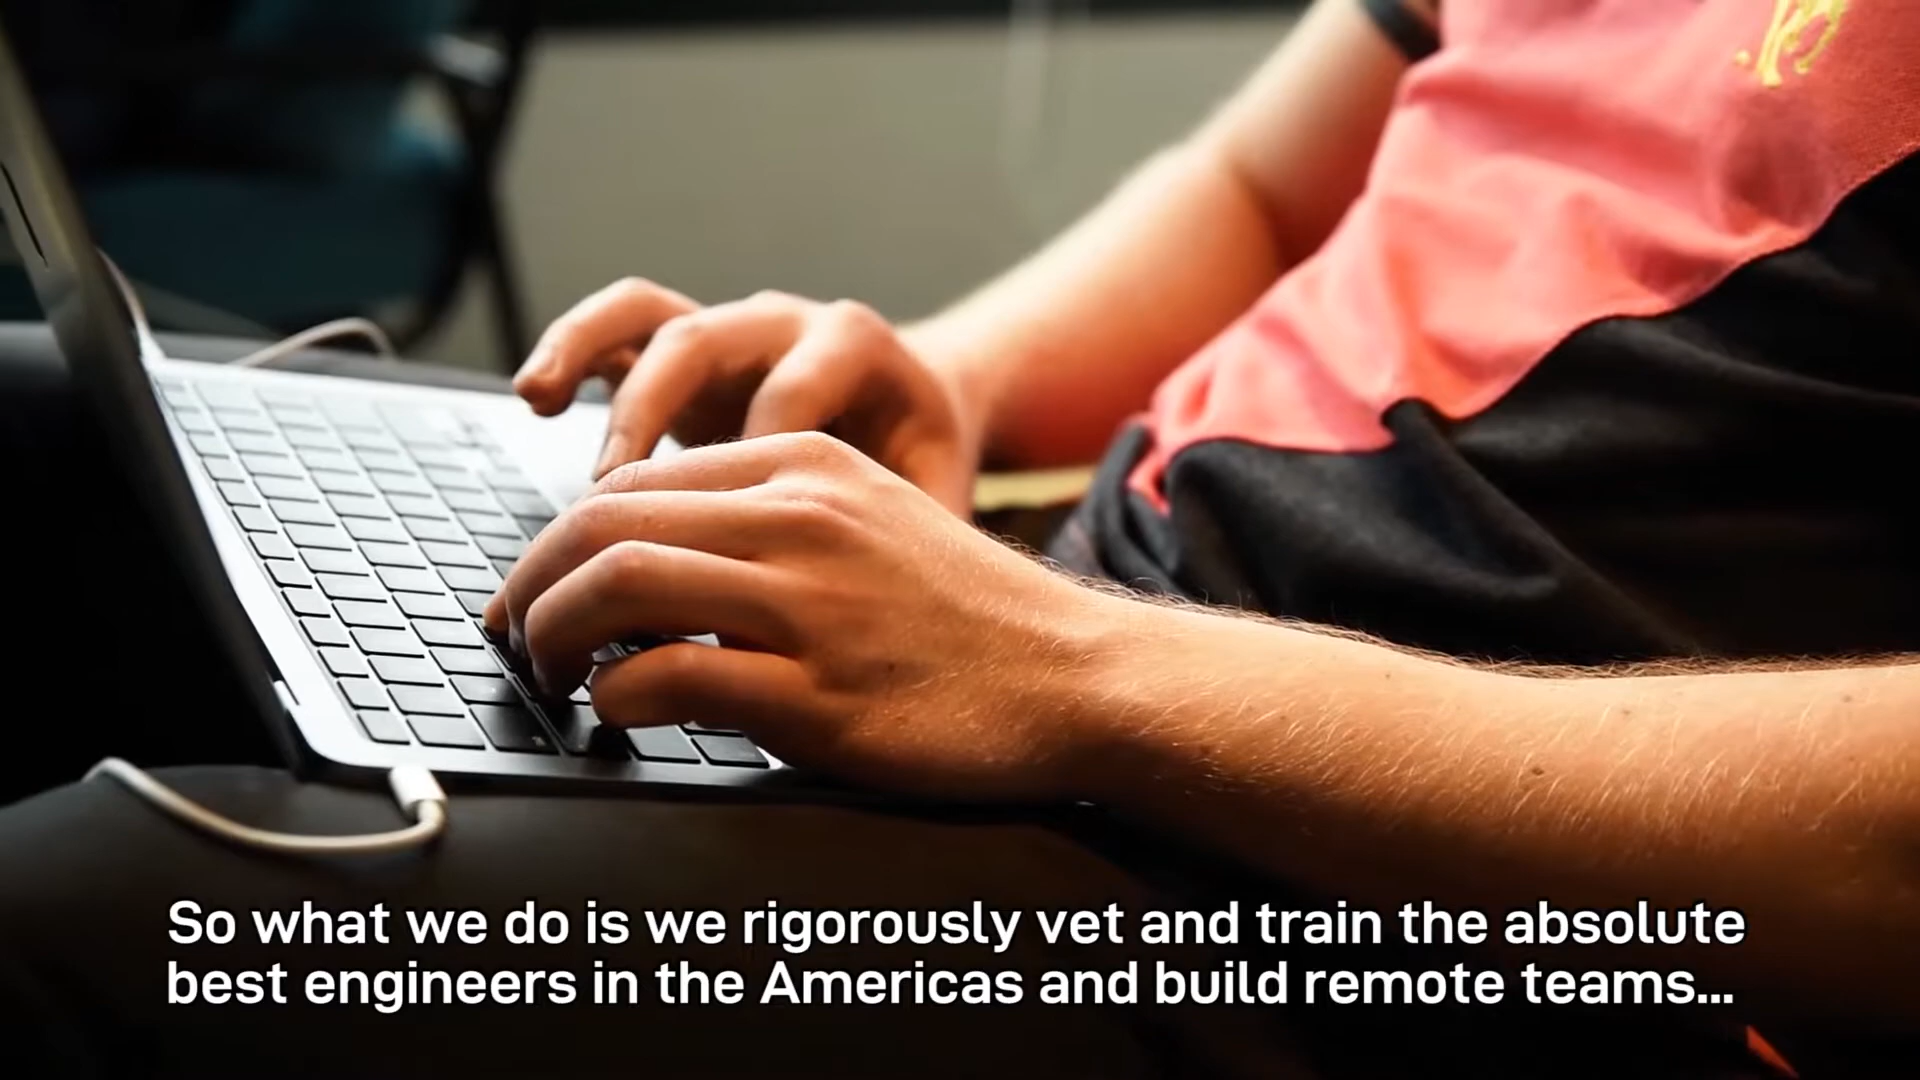 So what we do is we rigorously vet and train the absolute
best engineers in the Americas and build remote teams...